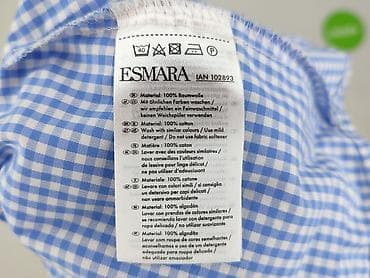 40 P
ESMARA IAN 102893
Material: 100% Baumwolle
Mit ähnlichen Farben waschen /
wir empfehlen ein Feinwaschmittel /
keinen Weichspüler verwenden
Material: 100% cotton
Wash with similar colours / Use mild
detergent / Do not use fabric softener
Matière : 100% coton
Laver avec des couleurs similaires /
nous conseillons l'utilisation
de lessive pour linge délicat /
ne pas utiliser d'adoucissant
Materiale: 100% cotone
Lavare con colori simili / si consiglia
un detersivo per capi delicati /
non usare ammorbidente
Material: 100% algodón
Lavar con prendas de colores similares /
se recomienda lavar con detergente para
ropa delicada / no utilizar suavizante
Material: 100% algodão
Lavar com roupa de cores semelhantes /
aconselhamos detergente para
roupa delicada / não utilizar amaciador